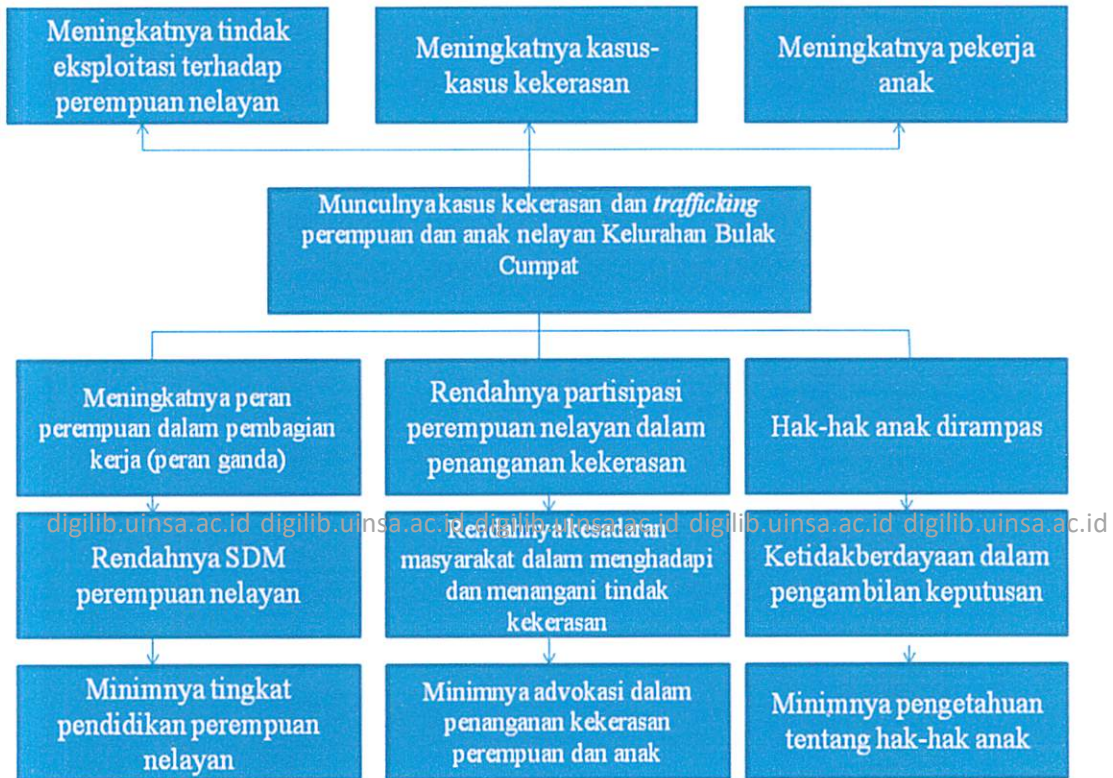 Meningkatnya tindak
eksploitasi terhadap
perempuan nelayan
Meningkatnya kasus-
kasus kekerasan
Meningkatnya pekerja
anak
Munculnya kasus kekerasan dan trafficking
perempuan dan anak nelayan Kelurahan Bulak
Cumpat
Meningkatnya peran
perempuan dalam pembagian
kerja (peran ganda)
Rendahnya partisipasi
perempuan nelayan dalam
penanganan kekerasan
Hak-hak anak dirampas
digilib.uinsa.ac.id digilib.uinsa.ac.id digilib.uinsa.ac.id digilib.uinsa.ac.id digilib.uinsa.ac.id
Rendahnya SDM
perempuan nelayan
Rendahnya kesadaran
masyarakat dalam menghadapi
dan menangani tindak
kekerasan
Ketidakberdayaan dalam
pengambilan keputusan
Minimnya tingkat
pendidikan perempuan
nelayan
Minimnya advokasi dalam
penanganan kekerasan
perempuan dan anak
Minimnya pengetahuan
tentang hak-hak anak